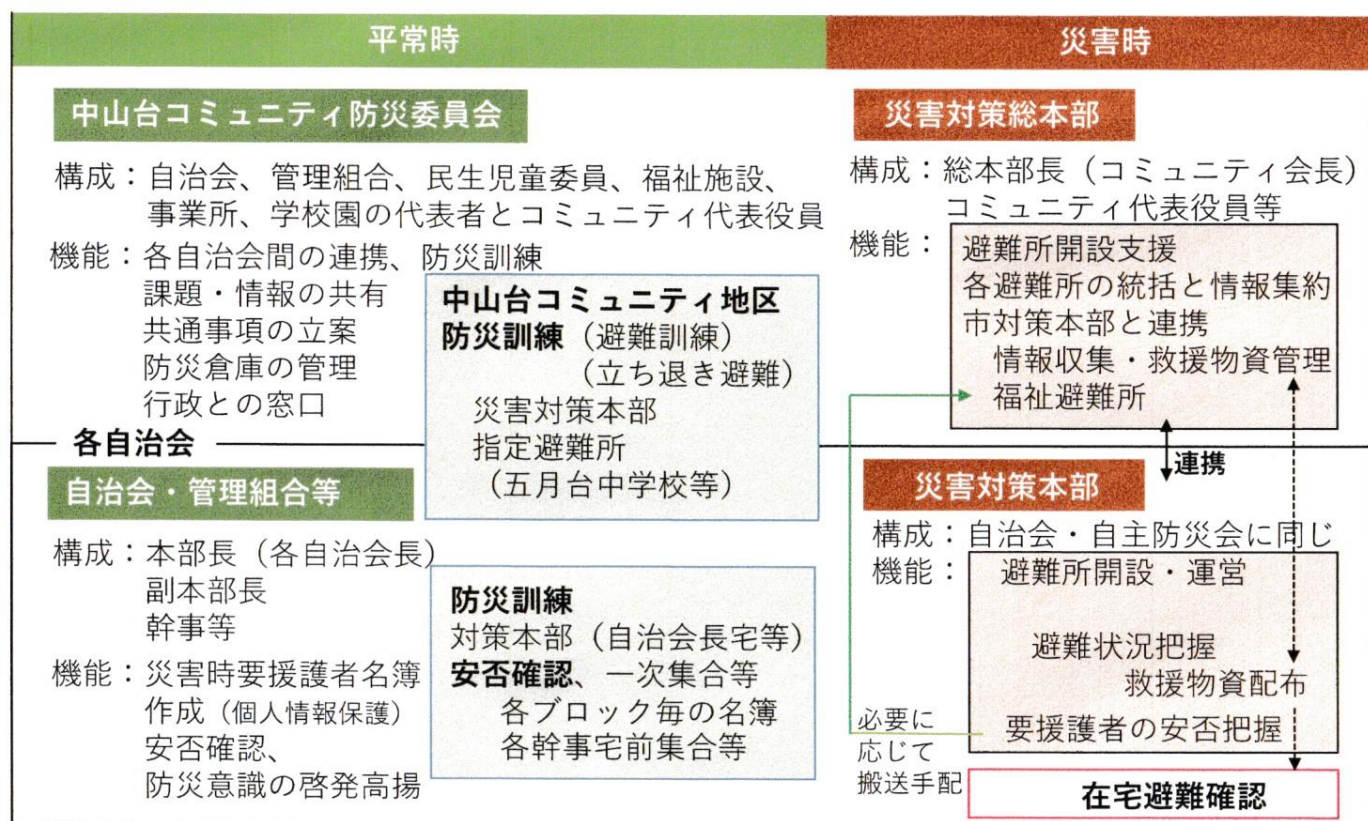 平常時
災害時
中山台コミュニティ防災委員会
構成：自治会、管理組合、民生児童委員、福祉施設、
事業所、学校園の代表者とコミュニティ代表役員
機能：各自治会間の連携、防災訓練
課題・情報の共有
共通事項の立案
防災倉庫の管理
行政との窓口
中山台コミュニティ地区
防災訓練（避難訓練）
（立ち退き避難）
災害対策本部
指定避難所
（五月台中学校等）
災害対策総本部
構成：総本部長（コミュニティ会長）
コミュニティ代表役員等
機能：
避難所開設支援
各避難所の統括と情報集約
市対策本部と連携
情報収集・救援物資管理
福祉避難所
連携
各自治会
自治会・管理組合等
構成：本部長（各自治会長）
副本部長
幹事等
機能：災害時要援護者名簿
作成（個人情報保護）
安否確認、
防災意識の啓発高揚
防災訓練
対策本部（自治会長宅等）
安否確認、一次集合等
各ブロック毎の名簿
各幹事宅前集合等
災害対策本部
構成：自治会・自主防災会に同じ
機能：
避難所開設・運営
避難状況把握
救援物資配布
要援護者の安否把握
必要に
応じて
搬送手配
在宅避難確認